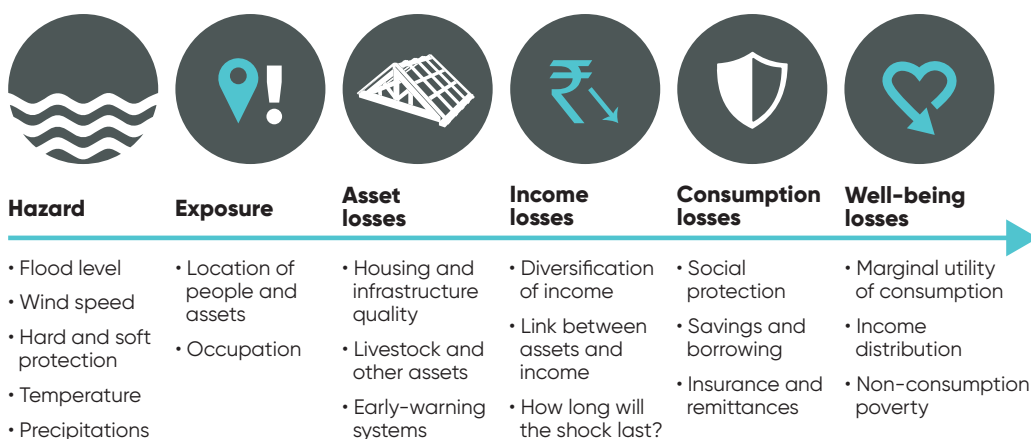 Hazard
Exposure
Asset
losses
Income
losses
Consumption
losses
Well-being
losses
• Flood level
• Wind speed
• Hard and soft
protection
• Temperature
• Precipitations
• Location of
people and
assets
• Occupation
• Housing and
infrastructure
quality
• Livestock and
other assets
• Early-warning
systems
• Diversification
of income
• Link between
assets and
income
• How long will
the shock last?
• Social
protection
• Savings and
borrowing
• Insurance and
remittances
• Marginal utility
of consumption
• Income
distribution
• Non-consumption
poverty